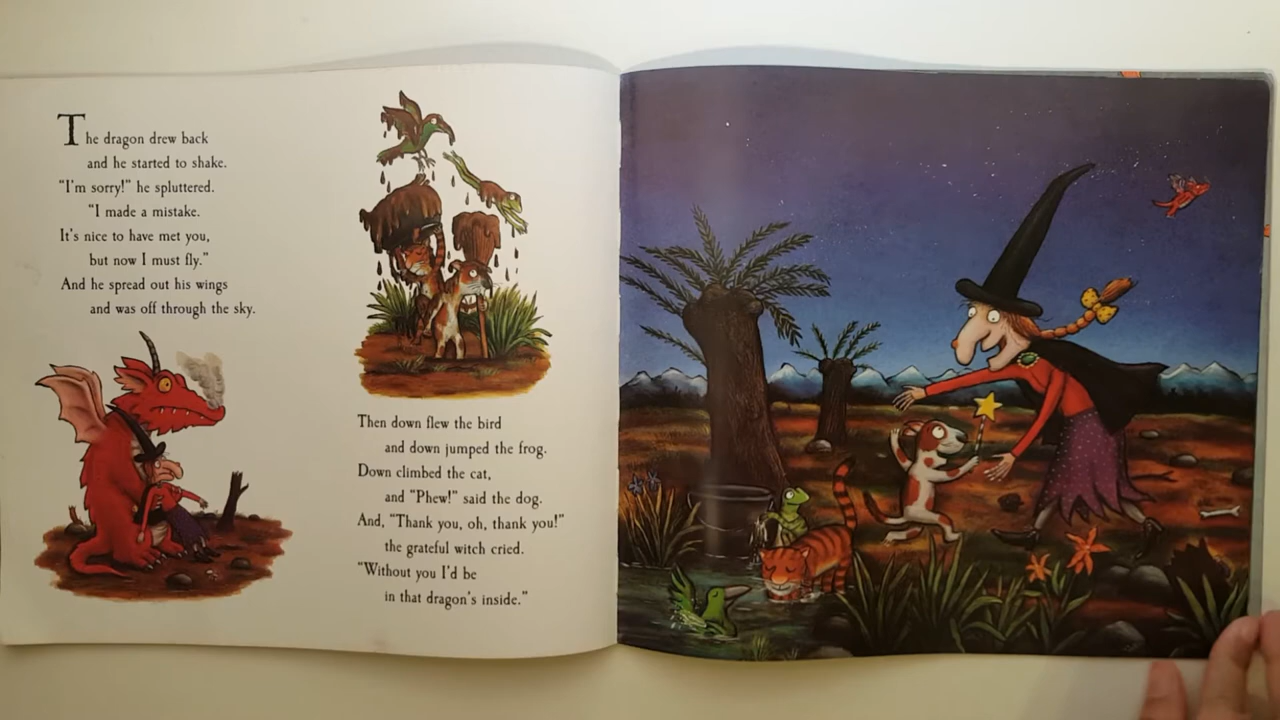 The dragon drew back
and he started to shake.
"I'm sorry!" he spluttered.
"I made a mistake.
It's nice to have met you,
but now I must fly."
And he spread out his wings
and was off through the sky.
Then down flew the bird
and down jumped the frog.
Down climbed the cat,
and "Phew!" said the dog.
And, "Thank you, oh, thank you!"
the grateful witch cried.
"Without you I'd be
in that dragon's inside."